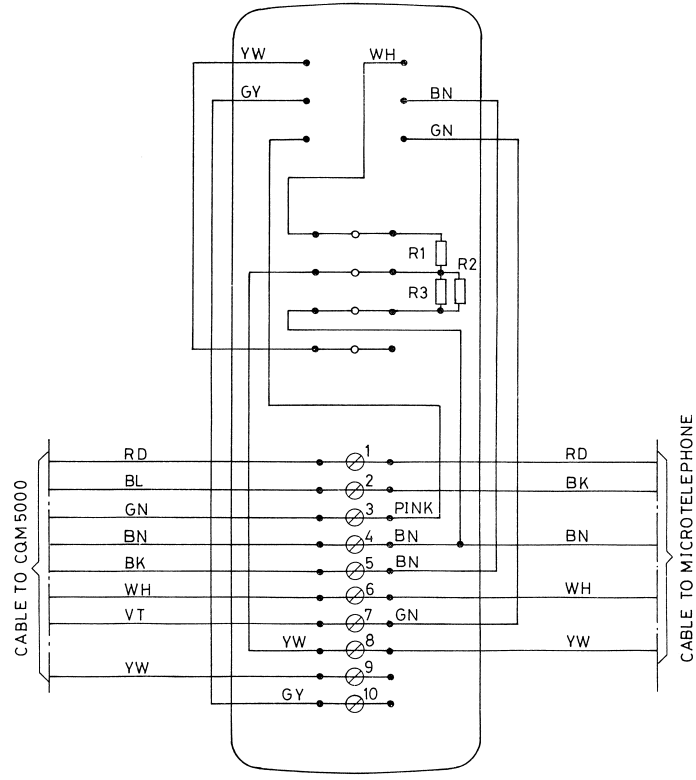 YW
WH
GY
BN
GN
R1
R2
R3
RD
1
RD
BL
2
BK
GN
3
PINK
BN
4
BN
BN
BK
5
BN
WH
6
WH
VT
7
GN
YW
8
YW
YW
9
GY
10
CABLE TO CQM5000
CABLE TO MICROTELEPHONE